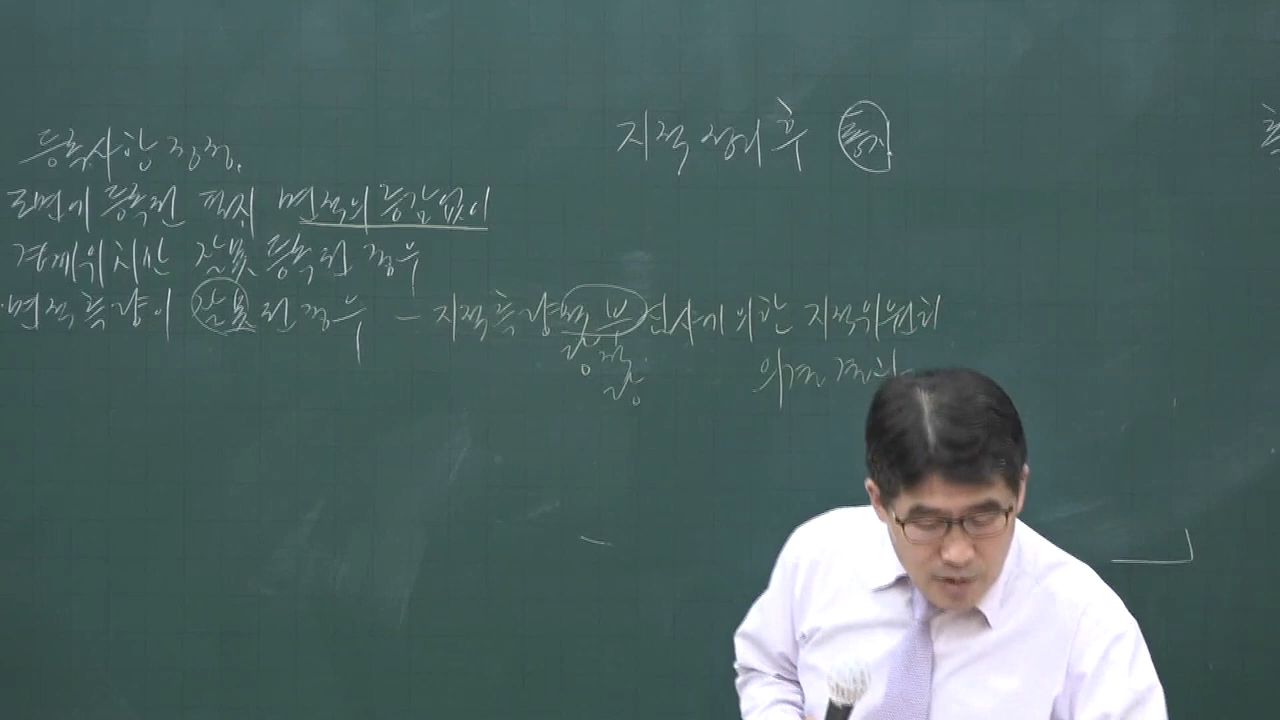 등록사항 정정.
도면에 등록된 필지 면적의 증감없이
경계위치만 잘못 등록된 경우
면적측량이 잘못된 경우 - 지적측량적부심사에 의한 지적위원회
의결
지적정리 후 통지